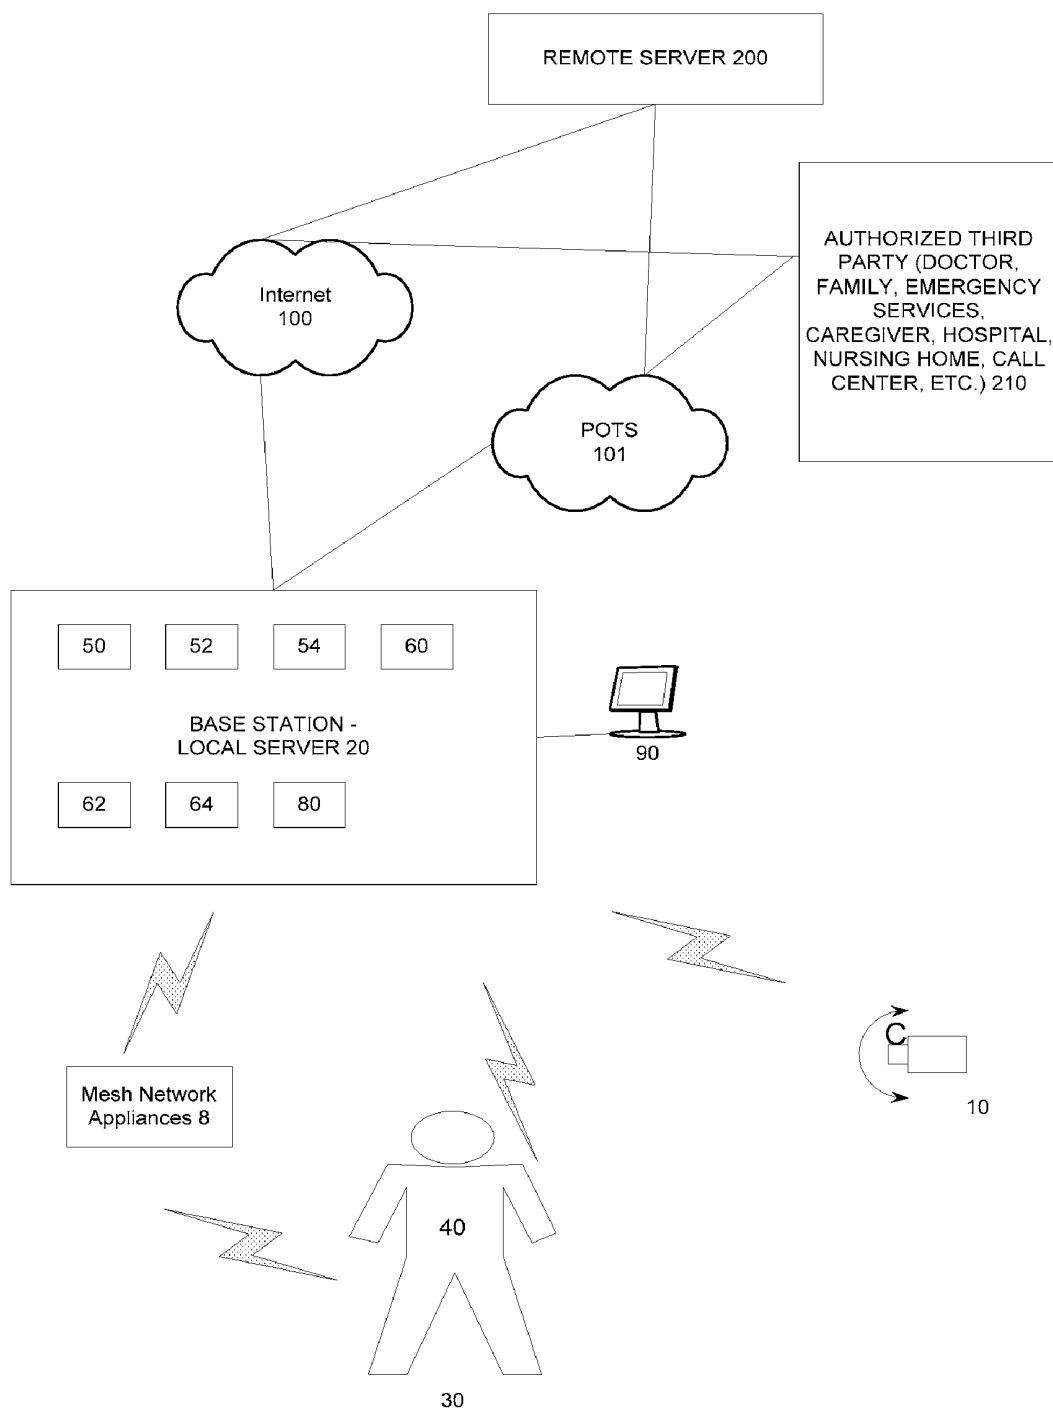 REMOTE SERVER 200
AUTHORIZED THIRD
PARTY (DOCTOR,
FAMILY, EMERGENCY
SERVICES,
CAREGIVER, HOSPITAL,
NURSING HOME, CALL
CENTER, ETC.) 210
Internet
100
POTS
101
50
52
54
60
BASE STATION -
LOCAL SERVER 20
90
62
64
80
C
10
Mesh Network
Appliances 8
40
30